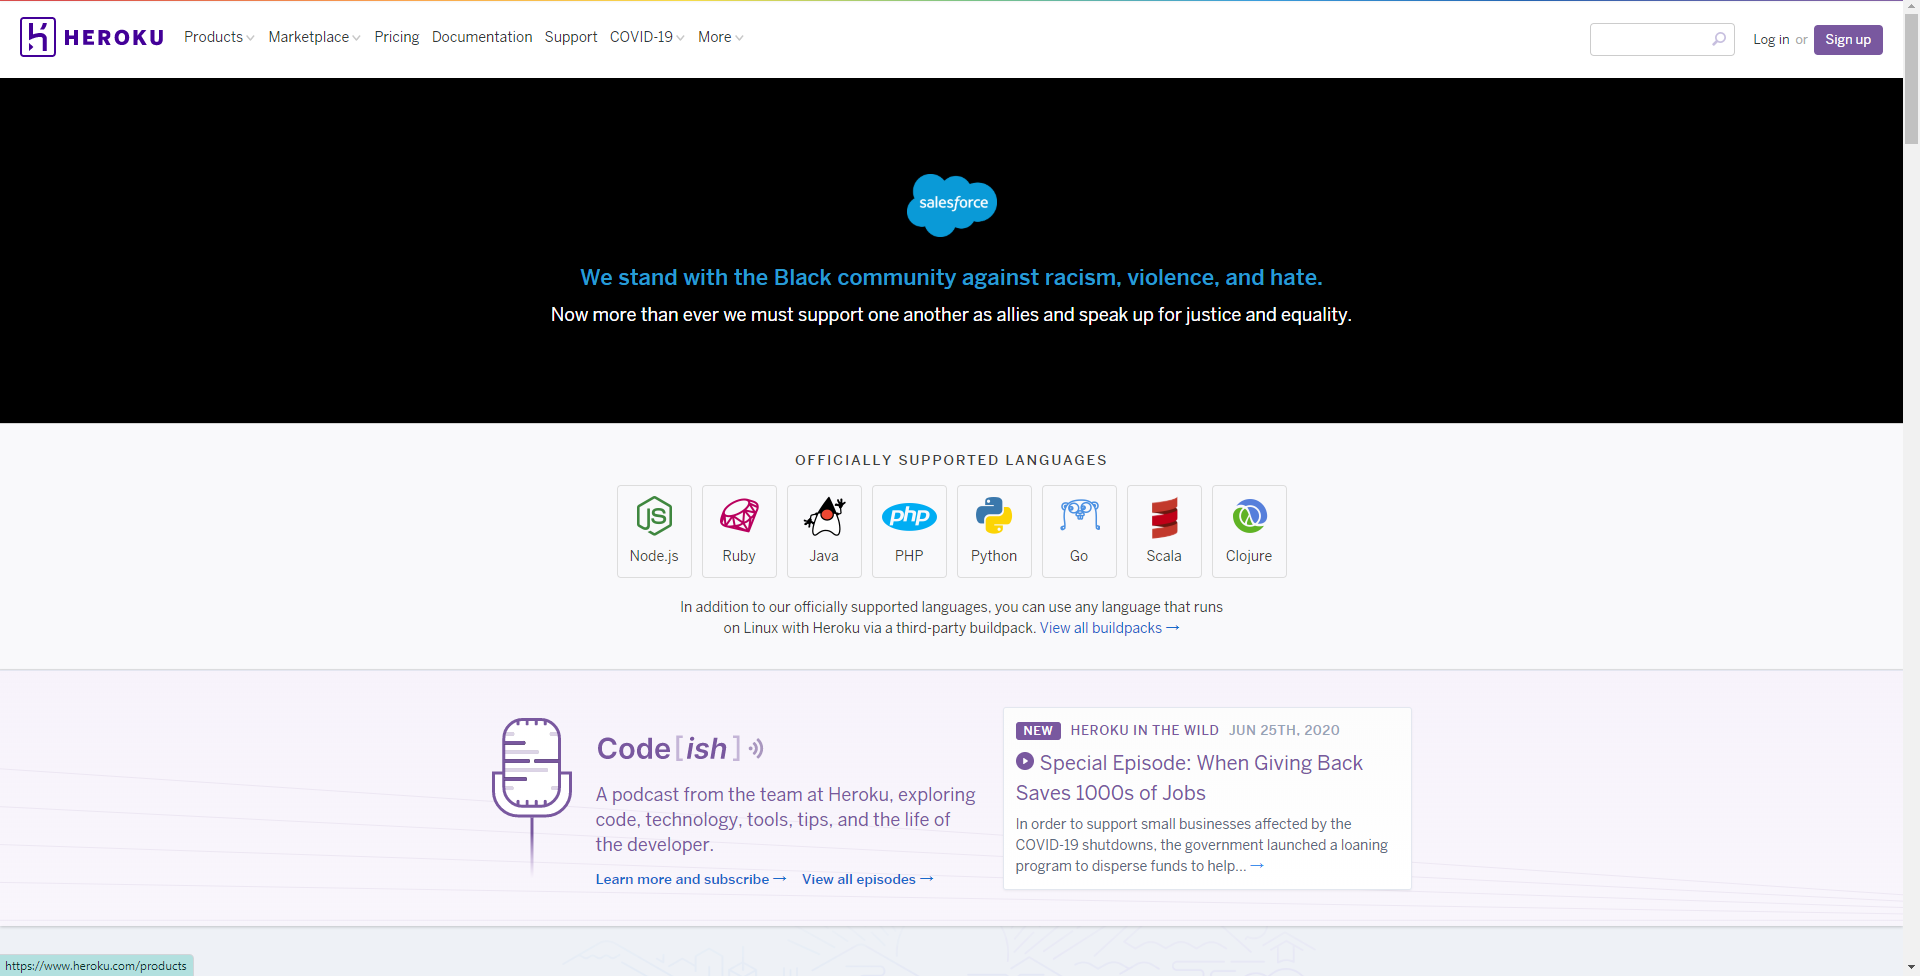 HEROKU Products Marketplace Pricing Documentation Support COVID-19 More Log in or Sign up
salesforce
We stand with the Black community against racism, violence, and hate.
Now more than ever we must support one another as allies and speak up for justice and equality.
OFFICIALLY SUPPORTED LANGUAGES
JS php
Node.js Ruby Java PHP Python Go Scala Clojure
In addition to our officially supported languages, you can use any language that runs
on Linux with Heroku via a third-party buildpack. View all buildpacks →
Code[ish]
A podcast from the team at Heroku, exploring
code, technology, tools, tips, and the life of
the developer.
Learn more and subscribe → View all episodes →
NEW HEROKU IN THE WILD JUN 25TH, 2020
Special Episode: When Giving Back
Saves 1000s of Jobs
In order to support small businesses affected by the
COVID-19 shutdowns, the government launched a loaning
program to disperse funds to help... →
https://www.heroku.com/products